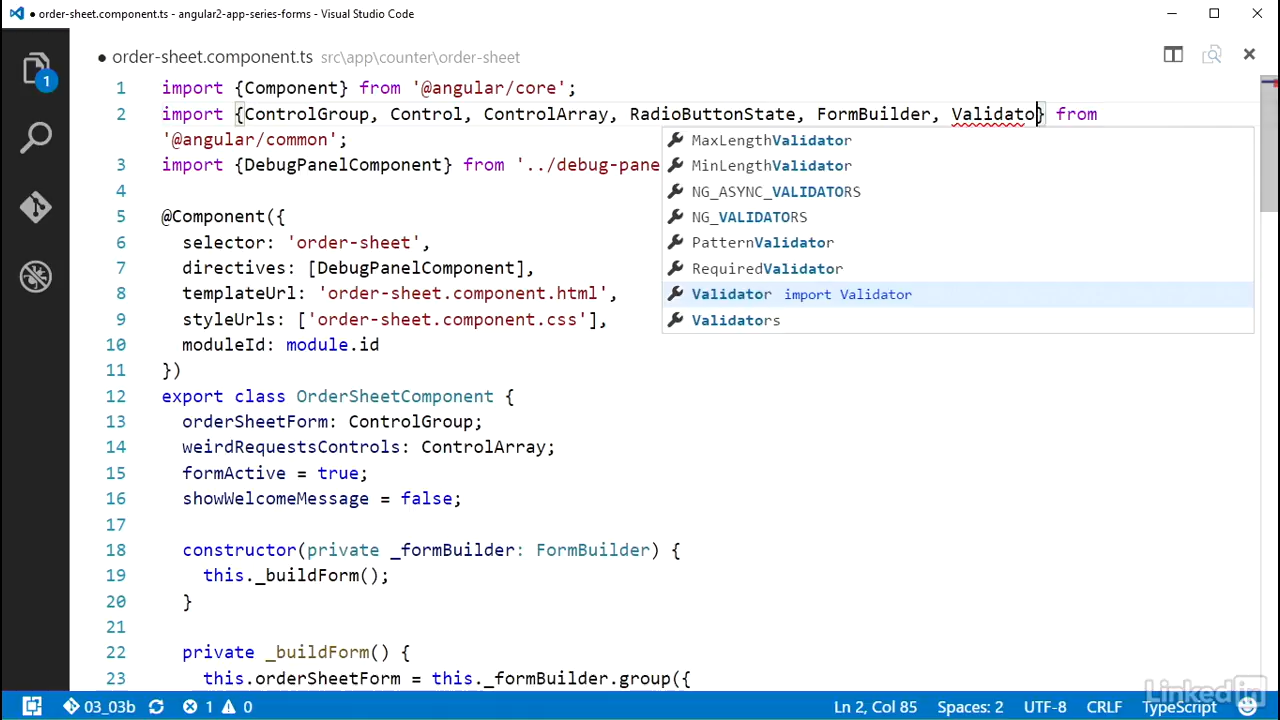 ● order-sheet.component.ts - angular2-app-series-forms - Visual Studio Code
● order-sheet.component.ts src\app\counter\order-sheet
1
1 import {Component} from '@angular/core';
2 import {ControlGroup, Control, ControlArray, RadioButtonState, FormBuilder, Validato} from
'@angular/common';
3 import {DebugPanelComponent} from '../debug-pane
MaxLengthValidator
MinLengthValidator
NG_ASYNC_VALIDATORS
NG_VALIDATORS
PatternValidator
RequiredValidator
Validator import Validator
Validators
4
5 @Component({
6 selector: 'order-sheet',
7 directives: [DebugPanelComponent],
8 templateUrl: 'order-sheet.component.html',
9 styleUrls: ['order-sheet.component.css'],
10 moduleId: module.id
11 })
12 export class OrderSheetComponent {
13 orderSheetForm: ControlGroup;
14 weirdRequestsControls: ControlArray;
15 formActive = true;
16 showWelcomeMessage = false;
17
18 constructor(private _formBuilder: FormBuilder) {
19 this._buildForm();
20 }
21
22 private _buildForm() {
23 this.orderSheetForm = this._formBuilder.group({
03_03b 1 0 Ln 2, Col 85 Spaces: 2 UTF-8 CRLF TypeScript
LinkedIn